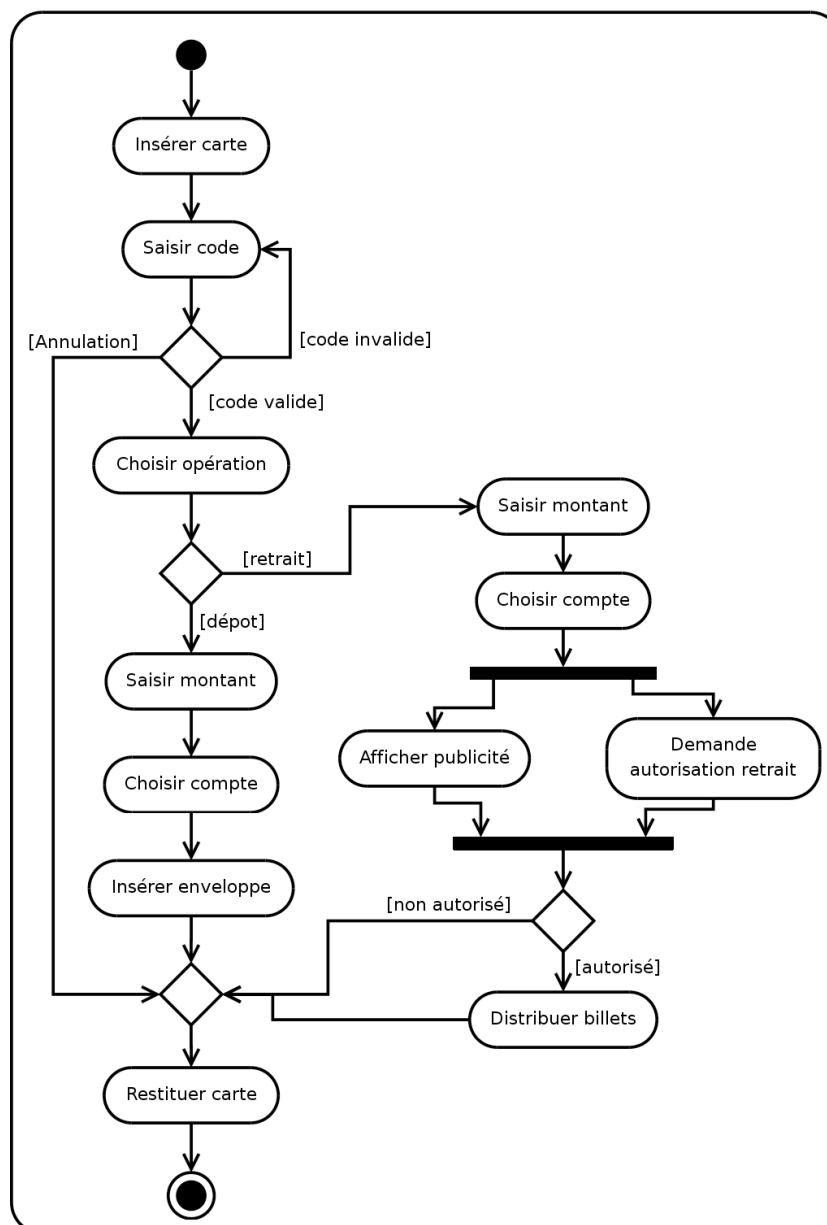 Insérer carte
Saisir code
[Annulation]
[code invalide]
[code valide]
Choisir opération
Saisir montant
[retrait]
Choisir compte
[dépot]
Saisir montant
Afficher publicité
Demande
autorisation retrait
Choisir compte
Insérer enveloppe
[non autorisé]
[autorisé]
Distribuer billets
Restituer carte